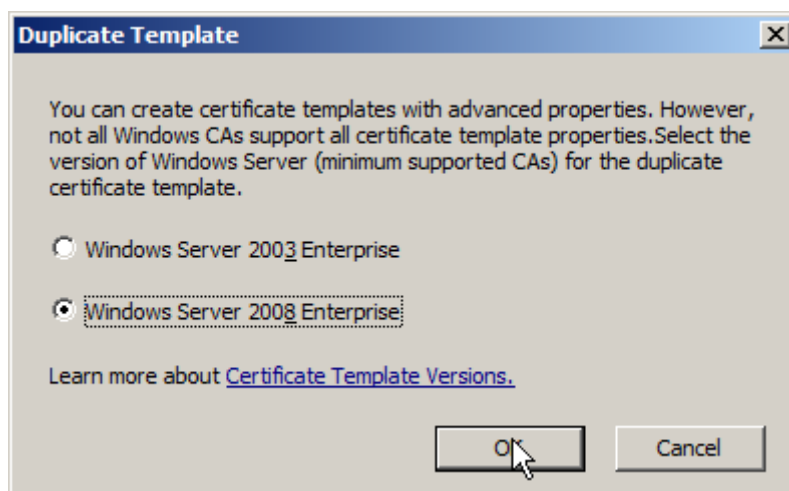 Duplicate Template
You can create certificate templates with advanced properties. However,
not all Windows CAs support all certificate template properties.Select the
version of Windows Server (minimum supported CAs) for the duplicate
certificate template.
Windows Server 2003 Enterprise
Windows Server 2008 Enterprise
Learn more about Certificate Template Versions.
OK Cancel